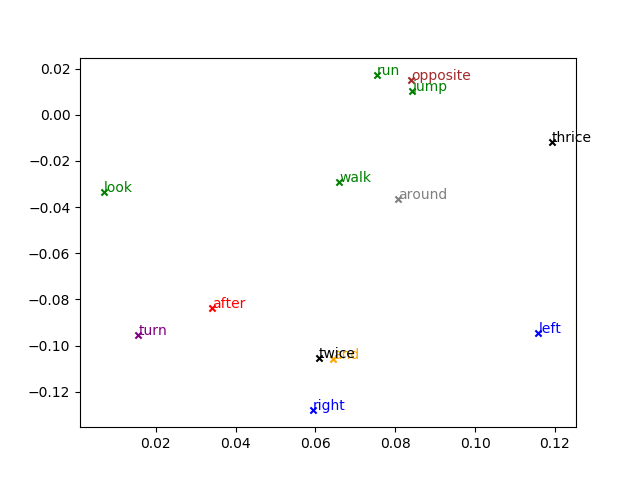 0.02
0.00
−0.02
−0.04
−0.06
−0.08
−0.10
−0.12
run
opposite
jump
thrice
look
walk
around
after
turn
left
twice
and
right
0.02 0.04 0.06 0.08 0.10 0.12